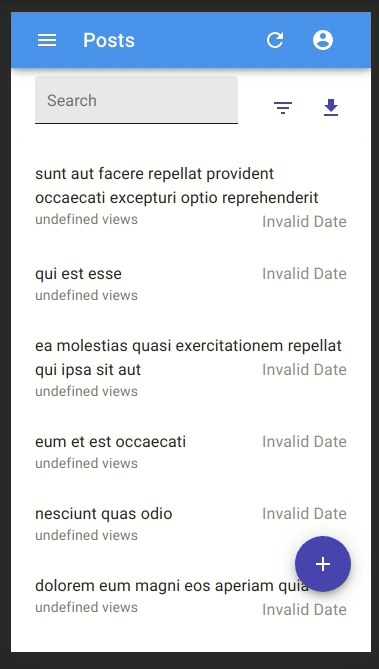 Posts
Search
sunt aut facere repellat provident
occaecati excepturi optio reprehenderit
undefined views
Invalid Date
qui est esse
Invalid Date
undefined views
ea molestias quasi exercitationem repellat
qui ipsa sit aut
Invalid Date
undefined views
eum et est occaecati
Invalid Date
undefined views
nesciunt quas odio
Invalid Date
undefined views
dolorem eum magni eos aperiam quia
undefined views
Invalid Date